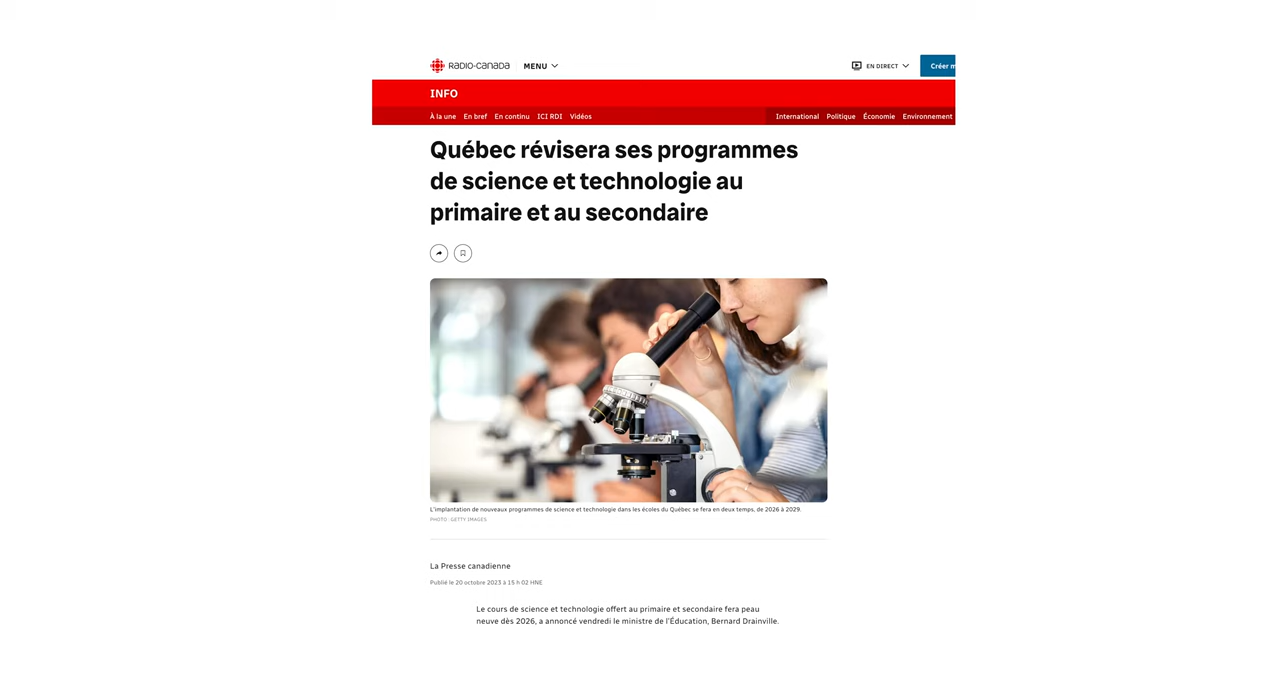 RADIO-CANADA MENU EN DIRECT Créer m
INFO
À la une En bref En continu ICI RDI Vidéos International Politique Économie Environnement
Québec révisera ses programmes
de science et technologie au
primaire et au secondaire
L'implantation de nouveaux programmes de science et technologie dans les écoles du Québec se fera en deux temps, de 2026 à 2029.
PHOTO : GETTY IMAGES
La Presse canadienne
Publié le 20 octobre 2023 à 15 h 02 HNE
Le cours de science et technologie offert au primaire et secondaire fera peau
neuve dès 2026, a annoncé vendredi le ministre de l'Éducation, Bernard Drainville.